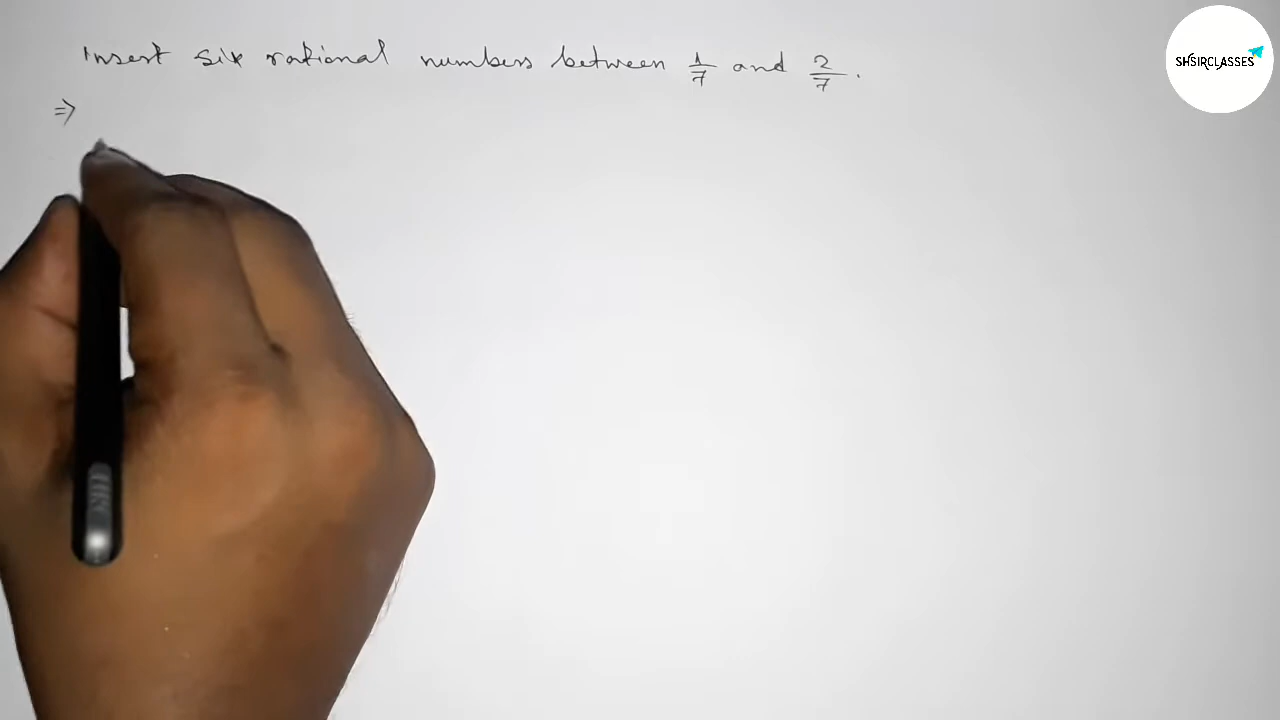 Insert six rational numbers between 1/7 and 2/7.
⇒
SHSIRCLASSES